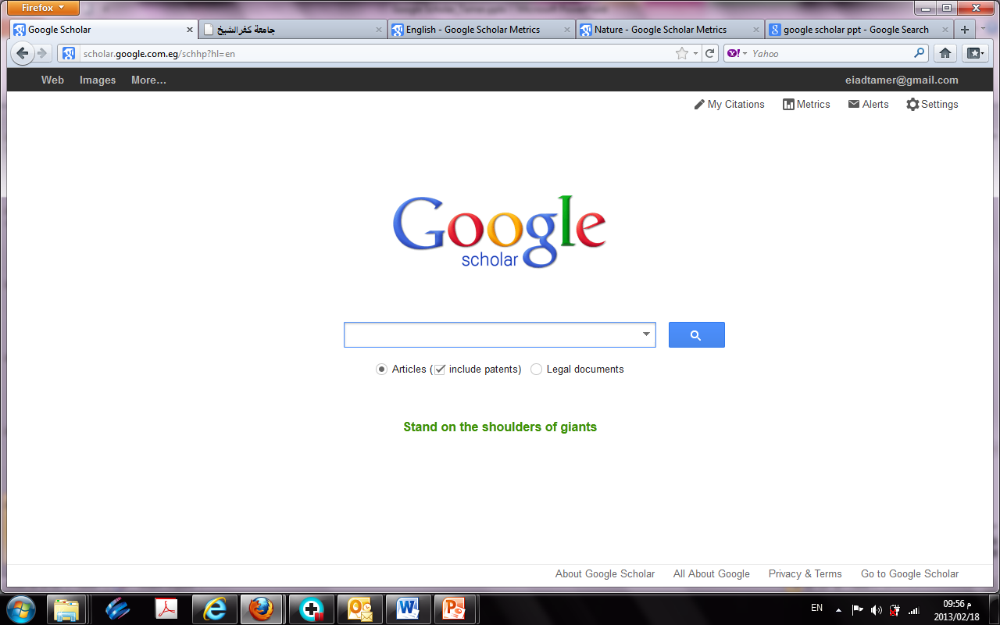 Firefox
Google Scholar
جامعة كفرالشيخ
English - Google Scholar Metrics
Nature - Google Scholar Metrics
google scholar ppt - Google Search
scholar.google.com.eg/schhp?hl=en
Yahoo
Web Images More...
eiadtamer@gmail.com
My Citations Metrics Alerts Settings
Google
scholar
Articles ( include patents) Legal documents
Stand on the shoulders of giants
About Google Scholar All About Google Privacy & Terms Go to Google Scholar
EN
09:56 م
2013/02/18